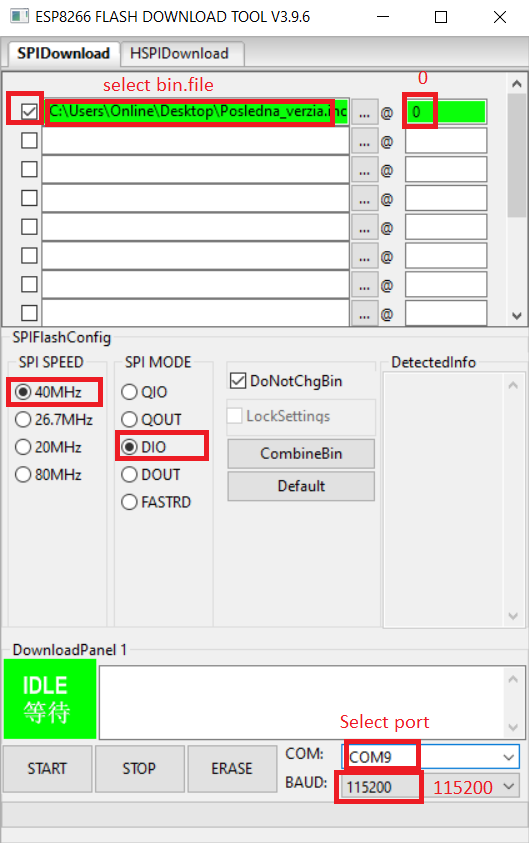 ESP8266 FLASH DOWNLOAD TOOL V3.9.6
SPIDownload HSPIDownload
select bin.file 0
C:\Users\Online\Desktop\Posledna_verzia.inc ... @ 0
... @
... @
... @
... @
... @
... @
... @
SPIFlashConfig
SPI SPEED SPI MODE DetectedInfo
40MHz QIO DoNotChgBin
26.7MHz QOUT LockSettings
20MHz DIO CombineBin
80MHz DOUT Default
FASTRD
DownloadPanel 1
IDLE
等待
Select port
START STOP ERASE COM: COM9
BAUD: 115200 115200